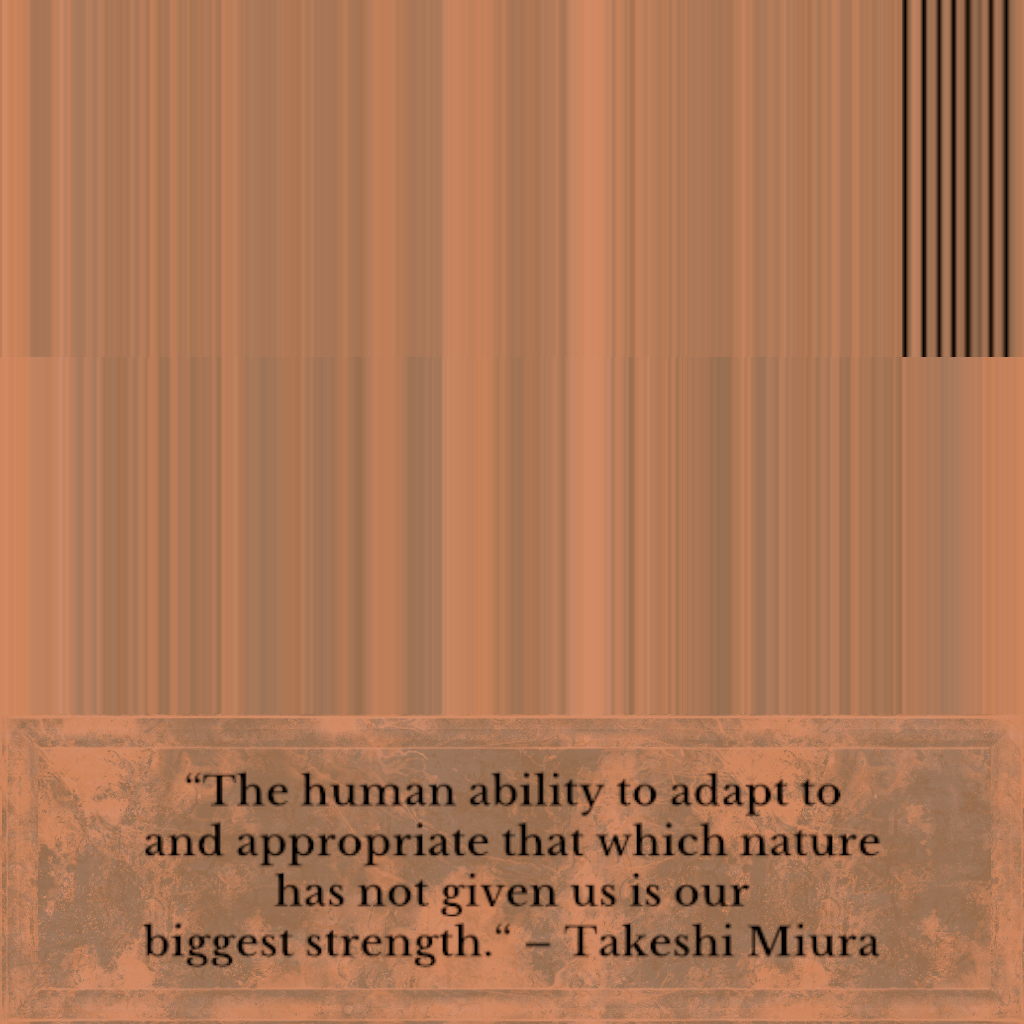 “The human ability to adapt to
and appropriate that which nature
has not given us is our
biggest strength.“ – Takeshi Miura